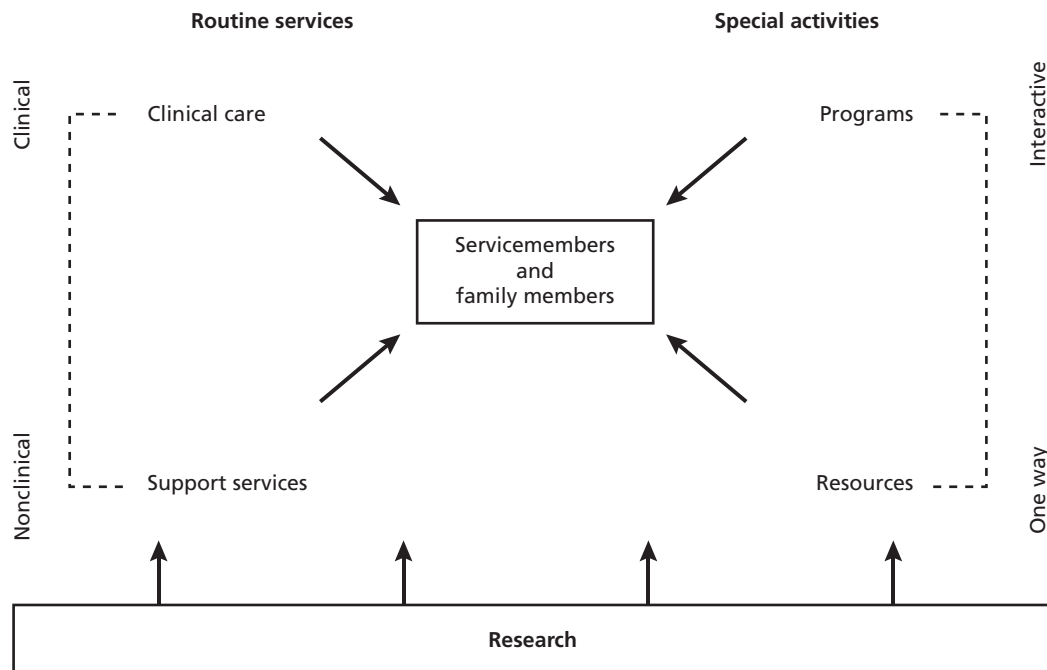 Routine services
Special activities
Clinical
Clinical care
Programs
Interactive
Servicemembers
and
family members
Nonclinical
Support services
Resources
One way
Research